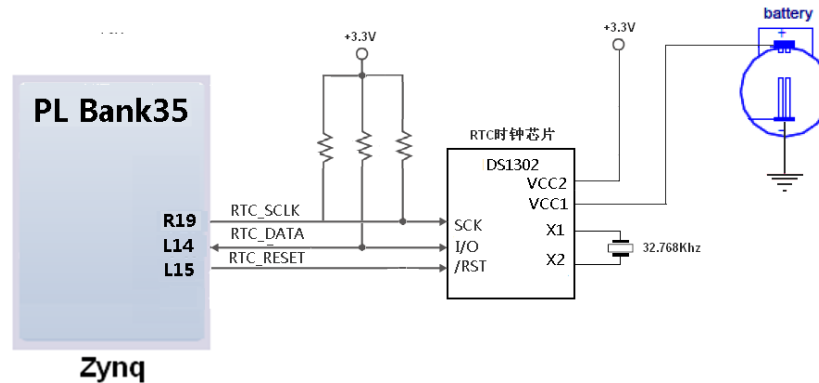 battery
+3.3V
+3.3V
PL Bank35
RTC时钟芯片
DS1302
VCC2
VCC1
R19
RTC_SCLK
SCK
X1
L14
RTC_DATA
I/O
32.768Khz
L15
RTC_RESET
/RST
X2
Zynq